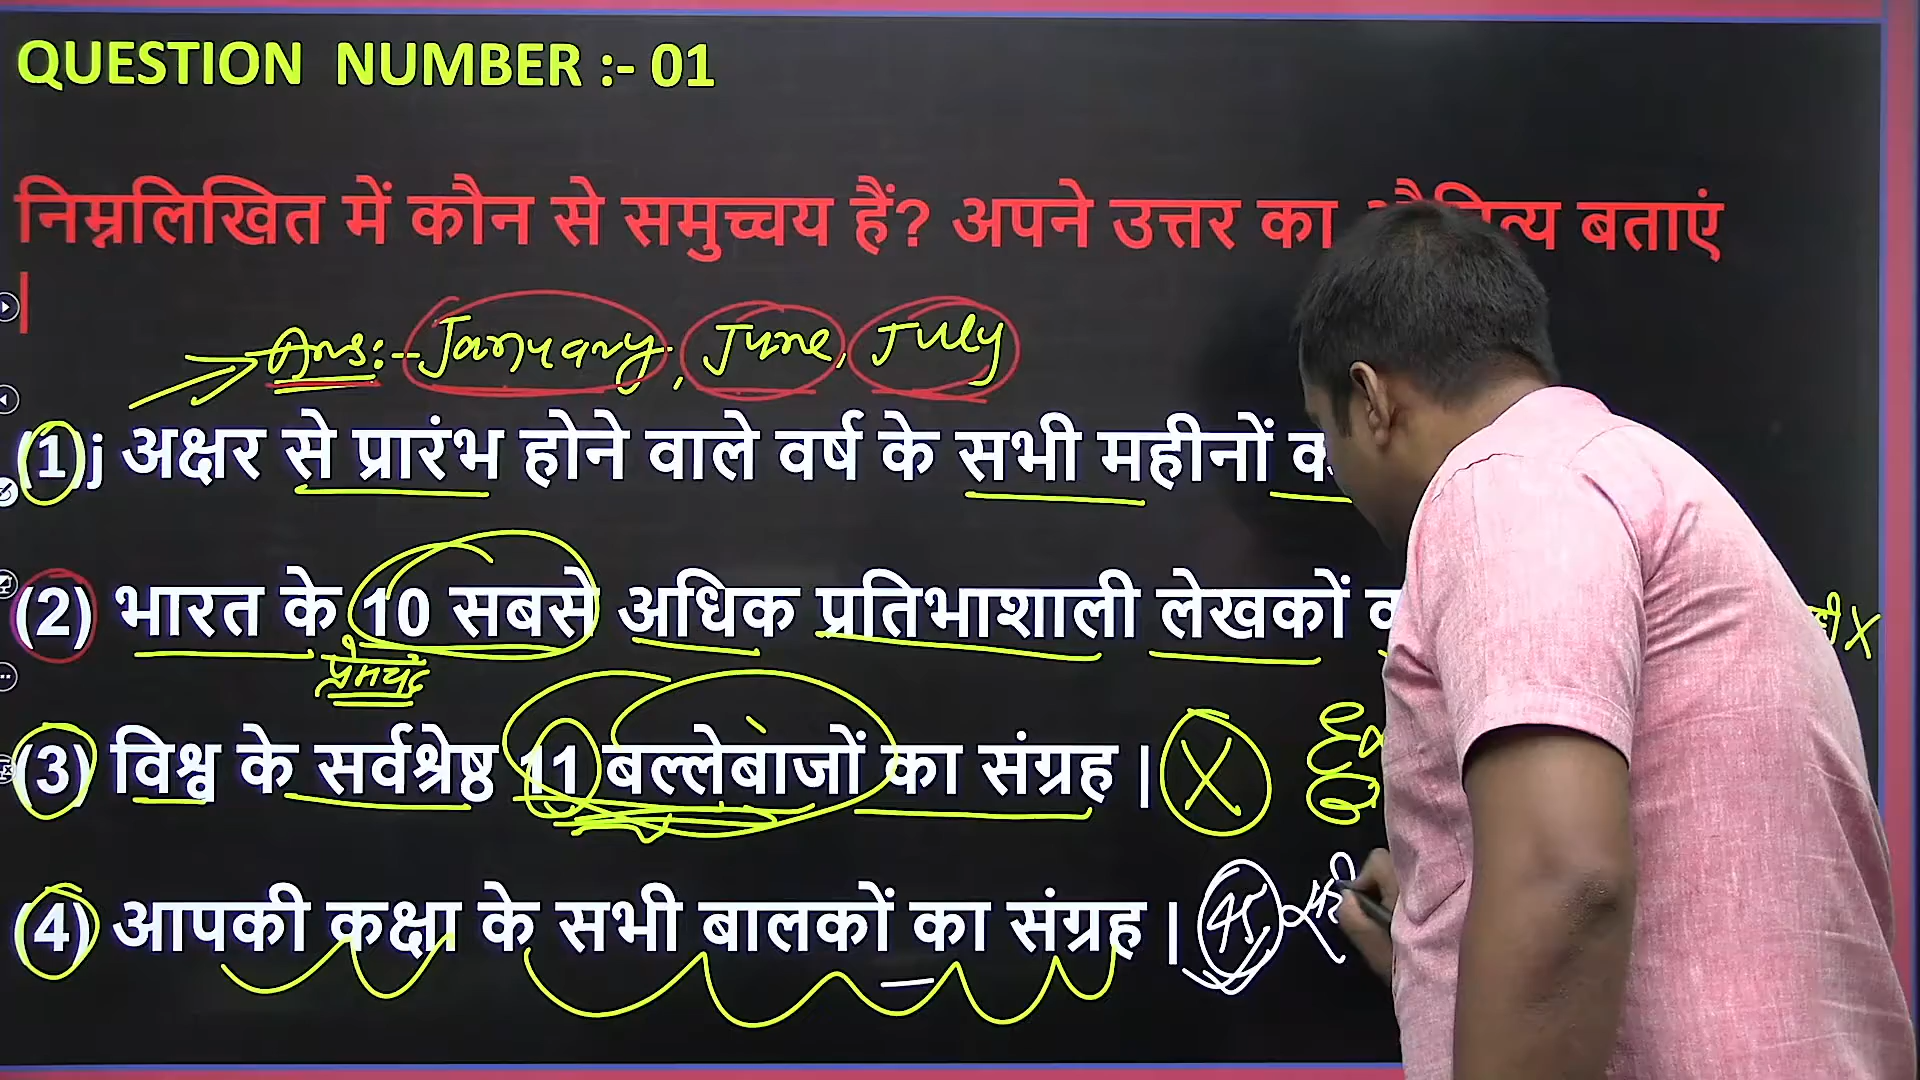 QUESTION NUMBER :- 01
निम्नलिखित में कौन से समुच्चय हैं? अपने उत्तर का बताएं
|
Ans:- January, June, July
(1)j अक्षर से प्रारंभ होने वाले वर्ष के सभी महीनों
(2) भारत के 10 सबसे अधिक प्रतिभाशाली लेखकों
(3) विश्व के सर्वश्रेष्ठ 11 बल्लेबाजों का संग्रह | X
(4) आपकी कक्षा के सभी बालकों का संग्रह | 45